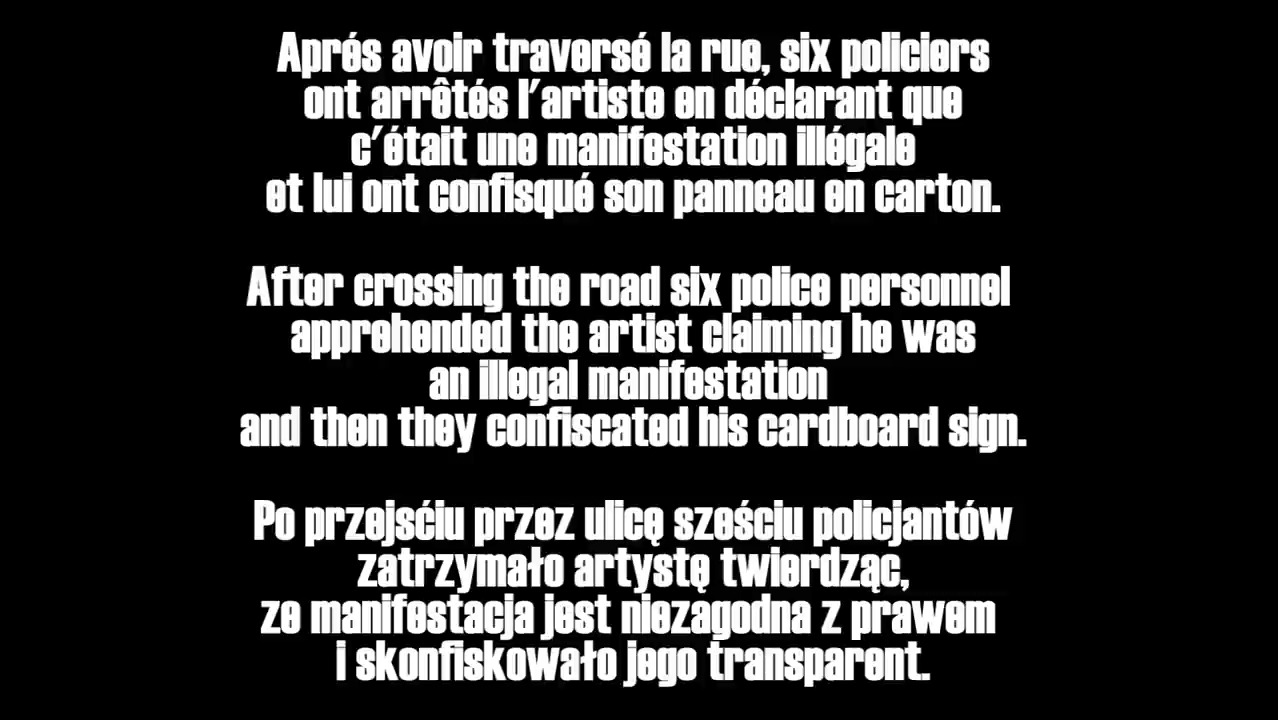 Aprés avoir traversé la rue, six policiers
ont arrêtés l'artiste en déclarant que
c'était une manifestation illégale
et lui ont confisqué son panneau en carton.
After crossing the road six police personnel
apprehended the artist claiming he was
an illegal manifestation
and then they confiscated his cardboard sign.
Po przejśćiu przez ulicę sześciu policjantów
zatrzymało artystę twierdząc,
ze manifestacja jest niezagodna z prawem
i skonfiskowało jego transparent.